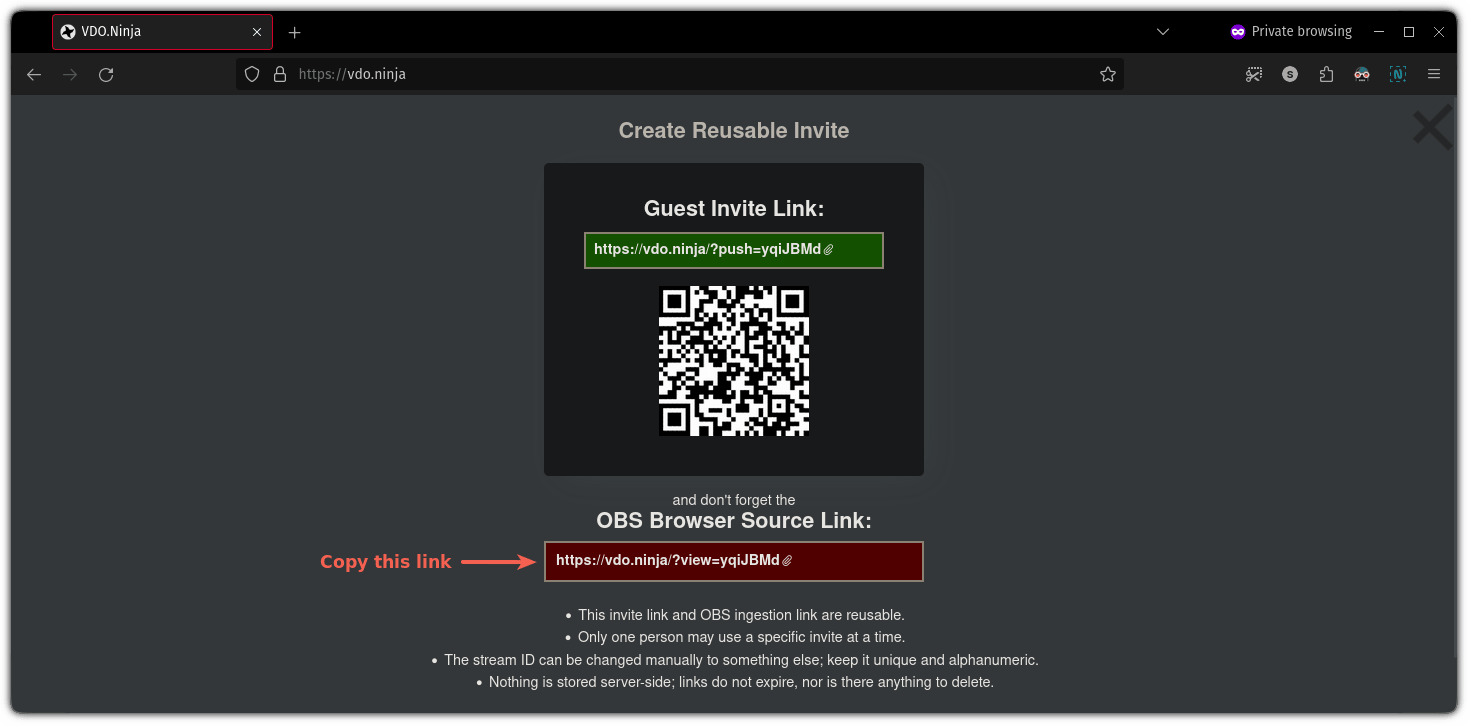 VDO.Ninja
Private browsing
https://vdo.ninja
S
N
Create Reusable Invite
Guest Invite Link:
https://vdo.ninja/?push=yqiJBMd
and don't forget the
OBS Browser Source Link:
Copy this link
https://vdo.ninja/?view=yqiJBMd
• This invite link and OBS ingestion link are reusable.
• Only one person may use a specific invite at a time.
• The stream ID can be changed manually to something else; keep it unique and alphanumeric.
• Nothing is stored server-side; links do not expire, nor is there anything to delete.